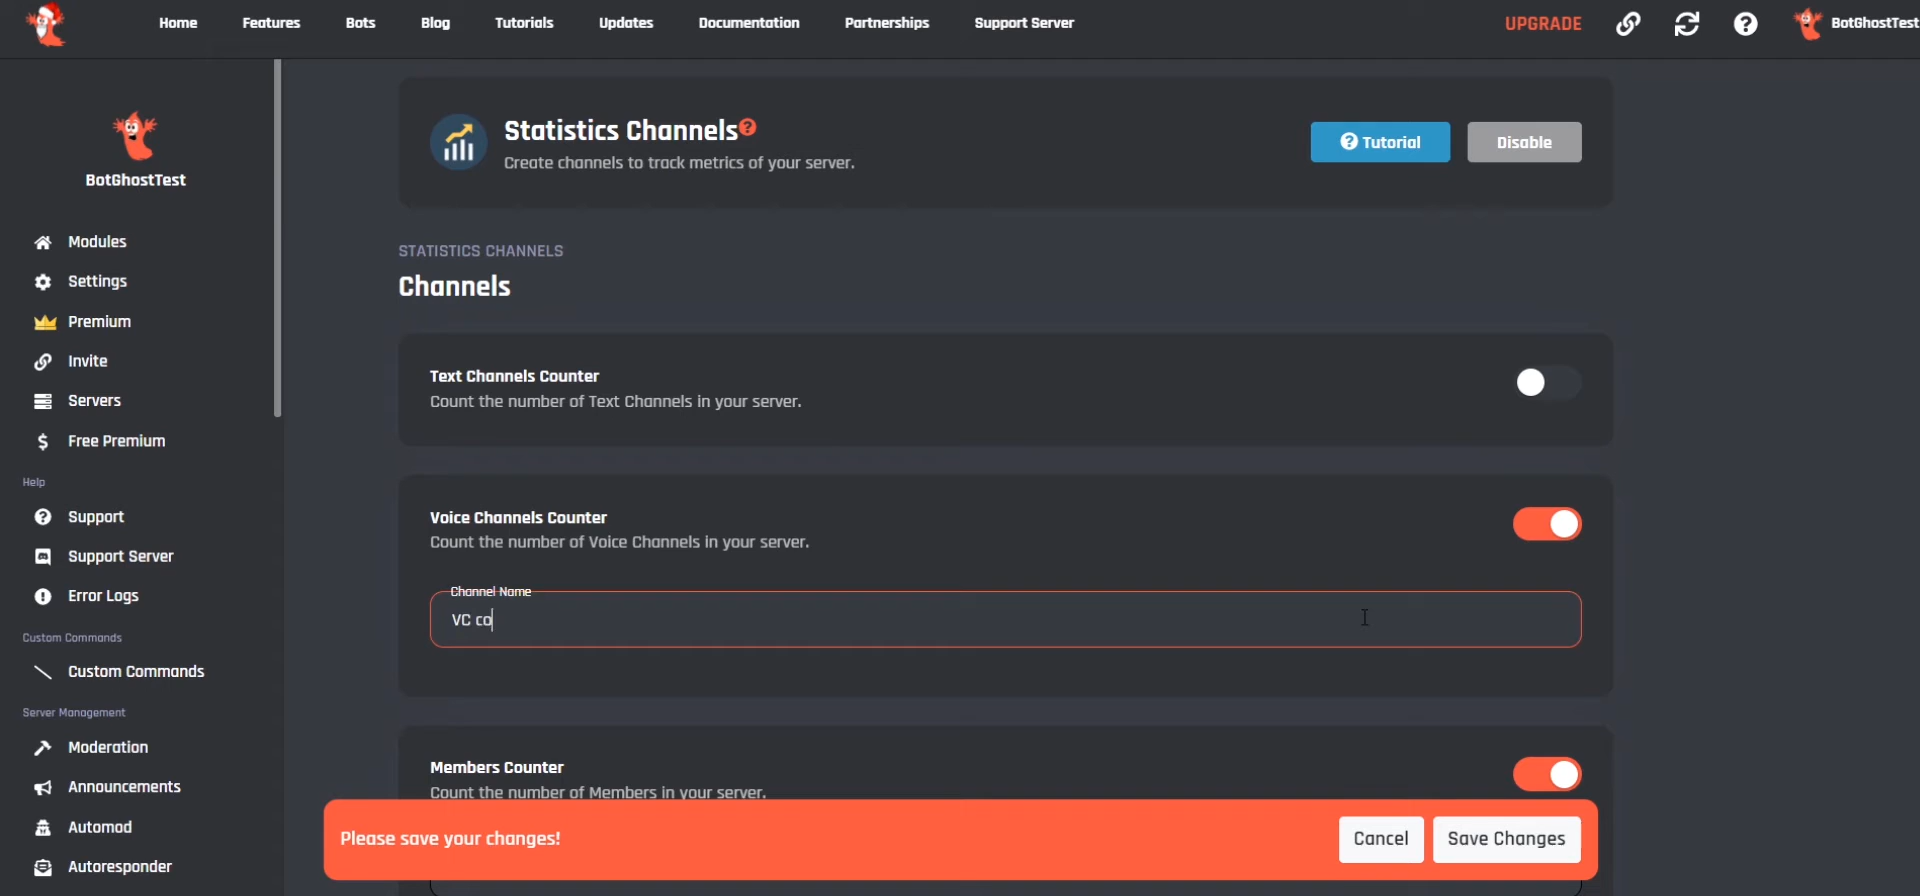 Home Features Bots Blog Tutorials Updates Documentation Partnerships Support Server UPGRADE BotGhostTest
BotGhostTest
Modules
Settings
Premium
Invite
Servers
Free Premium
Help
Support
Support Server
Error Logs
Custom Commands
Custom Commands
Server Management
Moderation
Announcements
Automod
Autoresponder
Statistics Channels
Create channels to track metrics of your server.
Tutorial
Disable
STATISTICS CHANNELS
Channels
Text Channels Counter
Count the number of Text Channels in your server.
Voice Channels Counter
Count the number of Voice Channels in your server.
Channel Name
VC co
Members Counter
Count the number of Members in your server.
Please save your changes!
Cancel
Save Changes